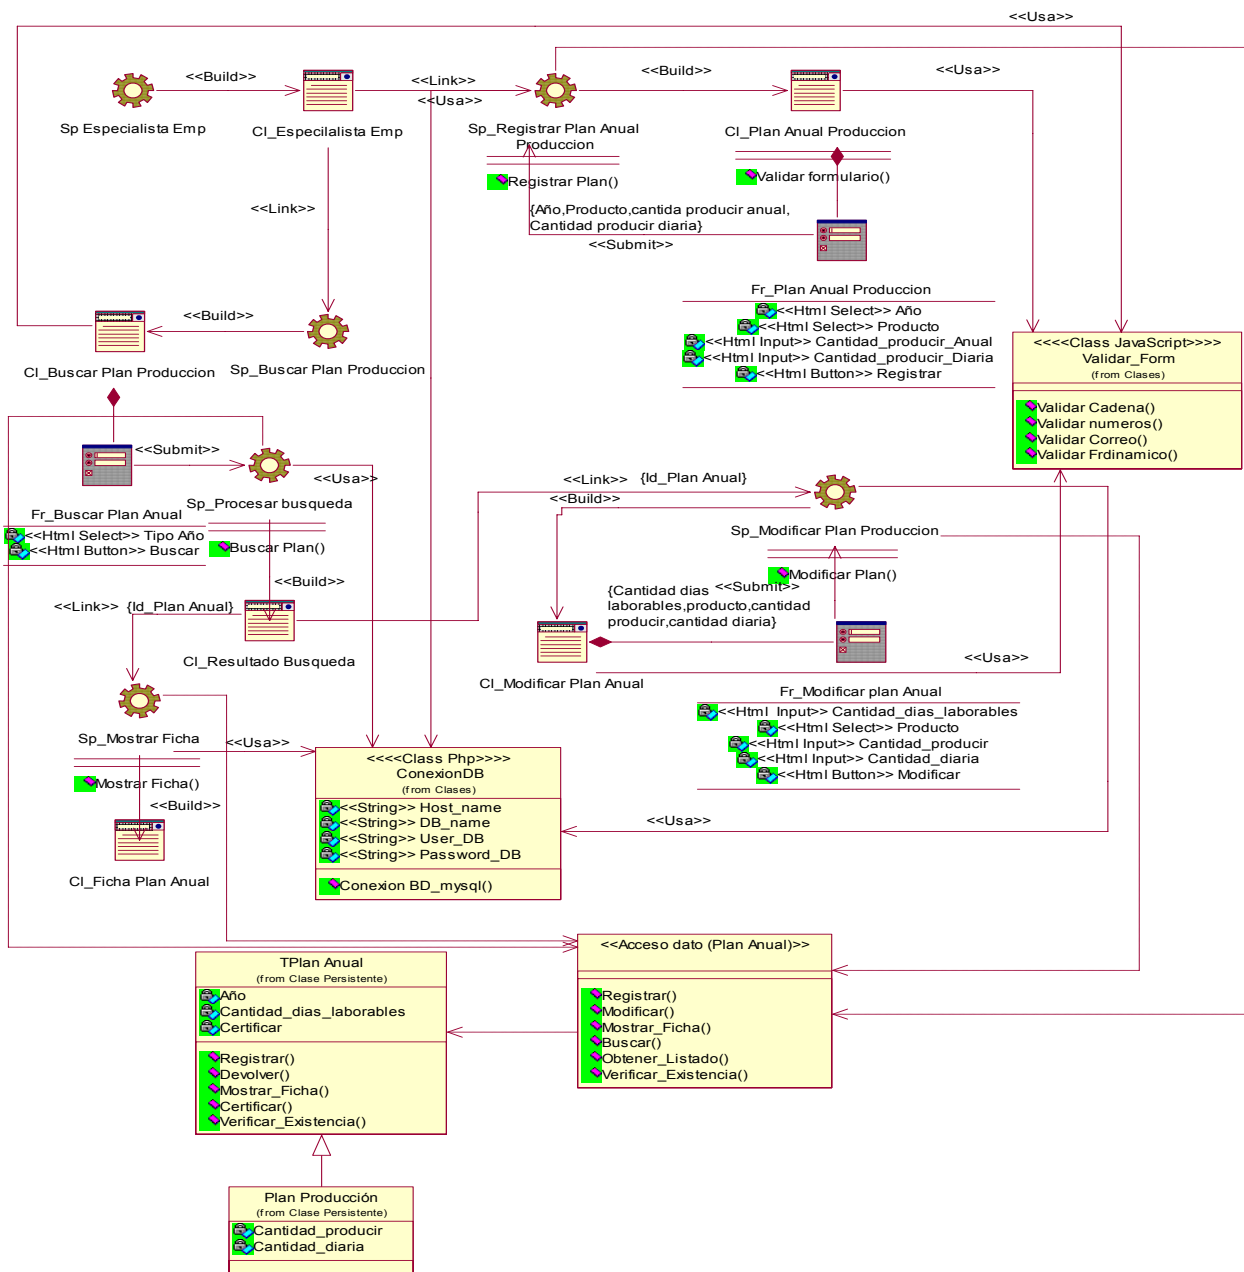 <<Usa>>
<<Build>>
<<Link>>
<<Usa>>
<<Build>>
<<Usa>>
Sp Especialista Emp
Cl_Especilalista Emp
Sp_Registrar Plan Anual
Produccion
Cl_Plan Anual Produccion
Registrar Plan()
Validar formulario()
<<Link>>
{Año,Producto,cantida producir anual,
Cantidad producir diaria}
<<Submit>>
Fr_Plan Anual Produccion
<<Html Select>> Año
<<Html Select>> Producto
<<Html Input>> Cantidad_producir_Anual
<<Html Input>> Cantidad_producir_Diaria
<<Html Button>> Registrar
<<Build>>
Cl_Buscar Plan Produccion
Sp_Buscar Plan Produccion
<<<<Class JavaScript>>>>
Validar_Form
(from Clases)
Validar Cadena()
Validar numeros()
Validar Correo()
Validar Frdinamico()
<<Submit>>
<<Usa>>
Sp_Procesar busqueda
Fr_Buscar Plan Anual
<<Html Select>> Tipo Año
<<Html Button>> Buscar
Buscar Plan()
<<Build>>
<<Link>> {Id_Plan Anual}
<<Build>>
Sp_Modificar Plan Produccion
Modificar Plan()
<<Submit>>
{Cantidad dias
laborables,producto,cantidad
producir,cantidad diaria}
<<Link>> {Id_Plan Anual}
Cl_Resultado Busqueda
Cl_Modificar Plan Anual
<<Usa>>
Fr_Modificar plan Anual
<<Html Input>> Cantidad_dias_laborables
<<Html Select>> Producto
<<Html Input>> Cantidad_producir
<<Html Input>> Cantidad_diaria
<<Html Button>> Modificar
Sp_Mostrar Ficha
<<Usa>>
Mostrar Ficha()
<<Build>>
Cl_Ficha Plan Anual
<<<<Class Php>>>>
ConexionDB
(from Clases)
<<String>> Host_name
<<String>> DB_name
<<String>> User_DB
<<String>> Password_DB
Conexion BD_mysql()
<<Usa>>
<<Acceso dato (Plan Anual)>>
Registrar()
Modificar()
Mostrar_Ficha()
Buscar()
Obtener_Listado()
Verificar_Existencia()
TPlan Anual
(from Clase Persistente)
Año
Cantidad_dias_laborables
Certificar
Registrar()
Devolver()
Mostrar_Ficha()
Certificar()
Verificar_Existencia()
Plan Producción
(from Clase Persistente)
Cantidad_producir
Cantidad_diaria